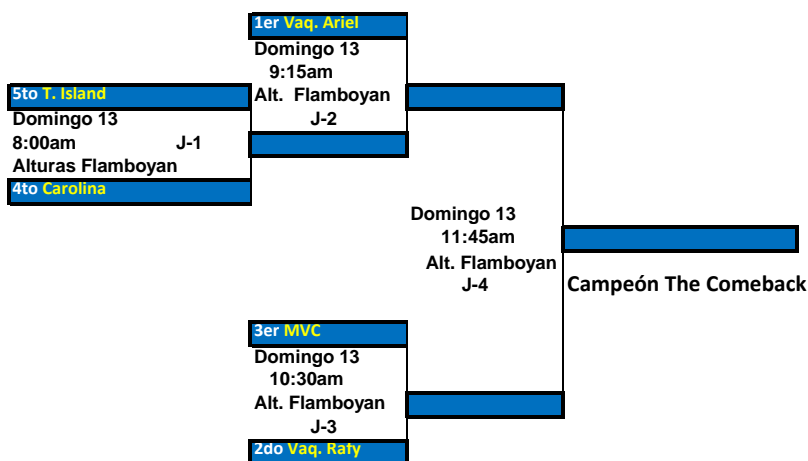 1er Vaq. Ariel
Domingo 13
9:15am
Alt. Flamboyan
J-2
5to T. Island
Domingo 13
8:00am J-1
Alturas Flamboyan
4to Carolina
Domingo 13
11:45am
Alt. Flamboyan
J-4
Campeón The Comeback
3er MVC
Domingo 13
10:30am
Alt. Flamboyan
J-3
2do Vaq. Rafy